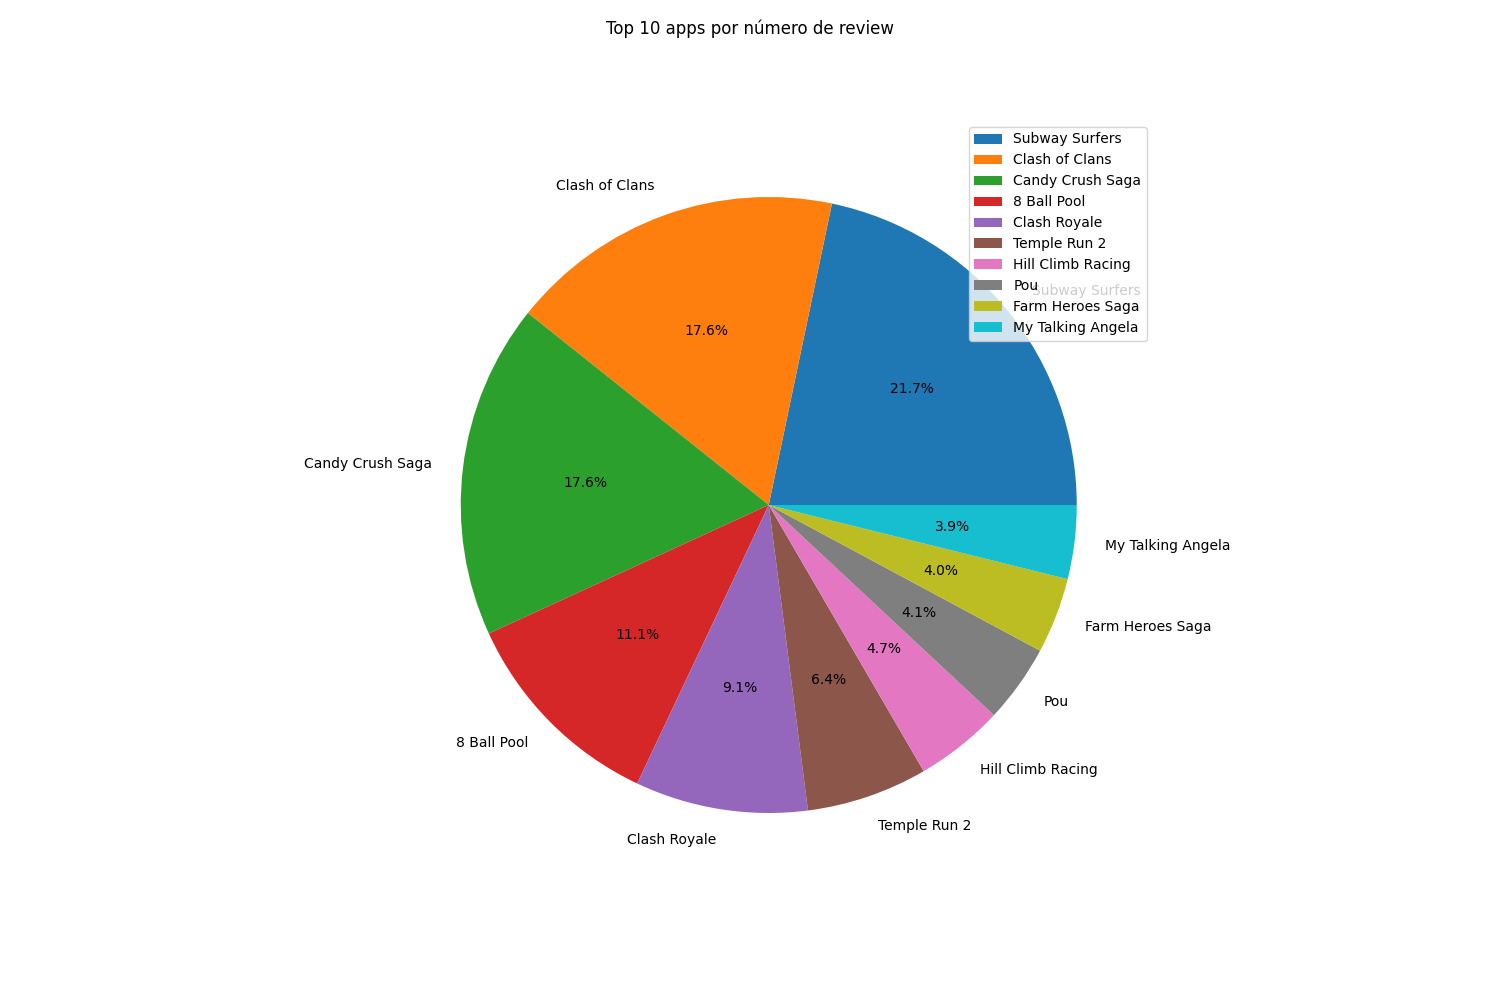 Top 10 apps por número de review
Subway Surfers
Clash of Clans
Candy Crush Saga
8 Ball Pool
Clash Royale
Temple Run 2
Hill Climb Racing
Pou
Farm Heroes Saga
My Talking Angela
Subway Surfers
21.7%
Clash of Clans
17.6%
Candy Crush Saga
17.6%
8 Ball Pool
11.1%
Clash Royale
9.1%
Temple Run 2
6.4%
Hill Climb Racing
4.7%
Pou
4.1%
Farm Heroes Saga
4.0%
My Talking Angela
3.9%